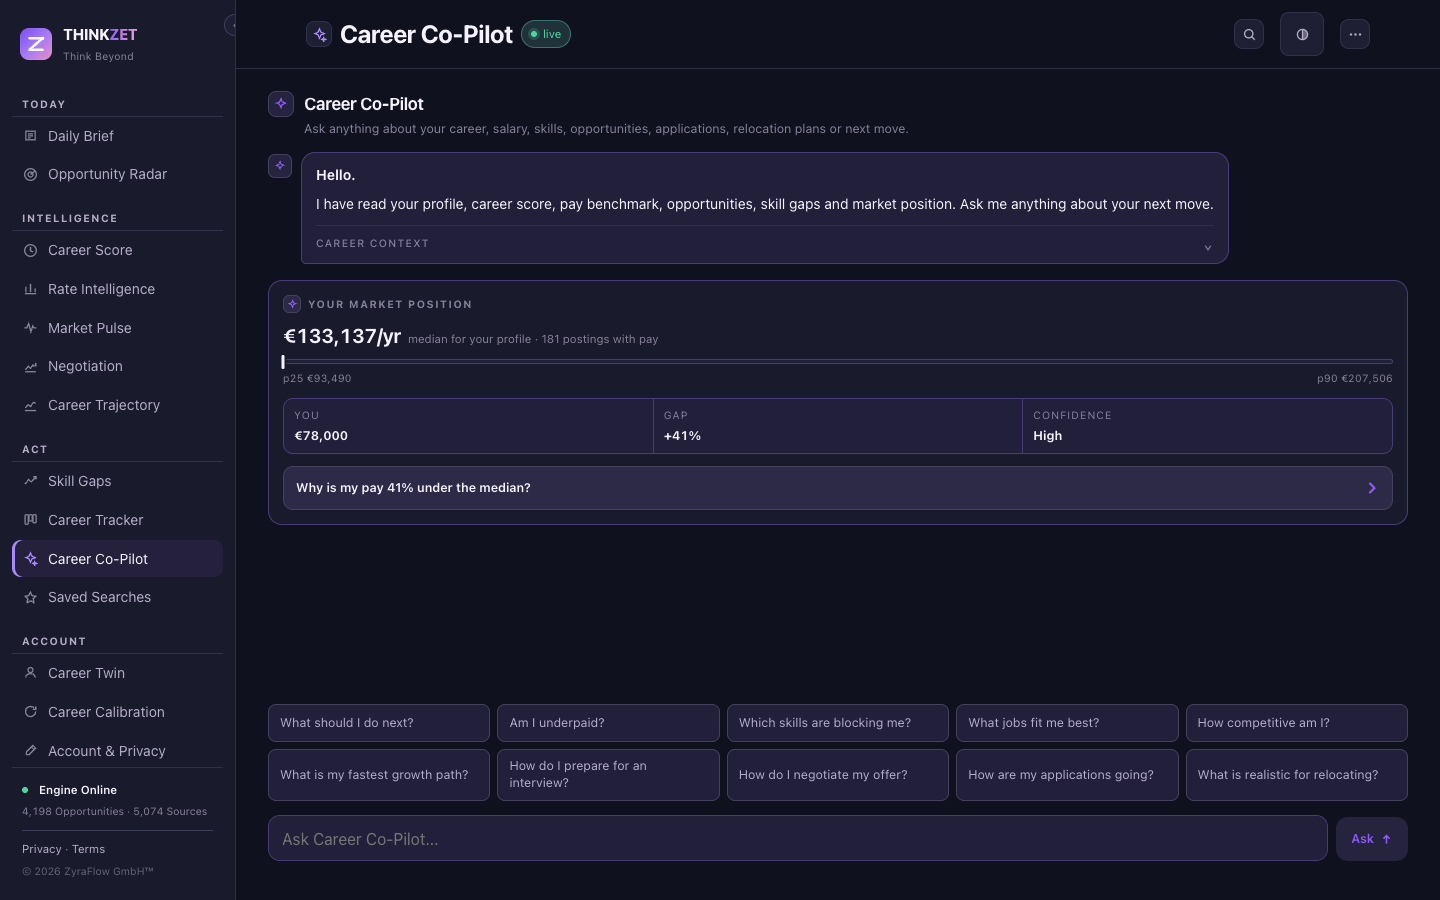 THINKZET
Think Beyond
TODAY
Daily Brief
Opportunity Radar
INTELLIGENCE
Career Score
Rate Intelligence
Market Pulse
Negotiation
Career Trajectory
ACT
Skill Gaps
Career Tracker
Career Co-Pilot
Saved Searches
ACCOUNT
Career Twin
Career Calibration
Account & Privacy
Engine Online
4,198 Opportunities · 5,074 Sources
Privacy · Terms
© 2026 ZyraFlow GmbH™
Career Co-Pilot
live
Career Co-Pilot
Ask anything about your career, salary, skills, opportunities, applications, relocation plans or next move.
Hello.
I have read your profile, career score, pay benchmark, opportunities, skill gaps and market position. Ask me anything about your next move.
CAREER CONTEXT
YOUR MARKET POSITION
€133,137/yr median for your profile · 181 postings with pay
p25 €93,490 p90 €207,506
YOU GAP CONFIDENCE
€78,000 +41% High
Why is my pay 41% under the median?
What should I do next? Am I underpaid? Which skills are blocking me? What jobs fit me best? How competitive am I?
What is my fastest growth path? How do I prepare for an interview? How do I negotiate my offer? How are my applications going? What is realistic for relocating?
Ask Career Co-Pilot...
Ask ↑